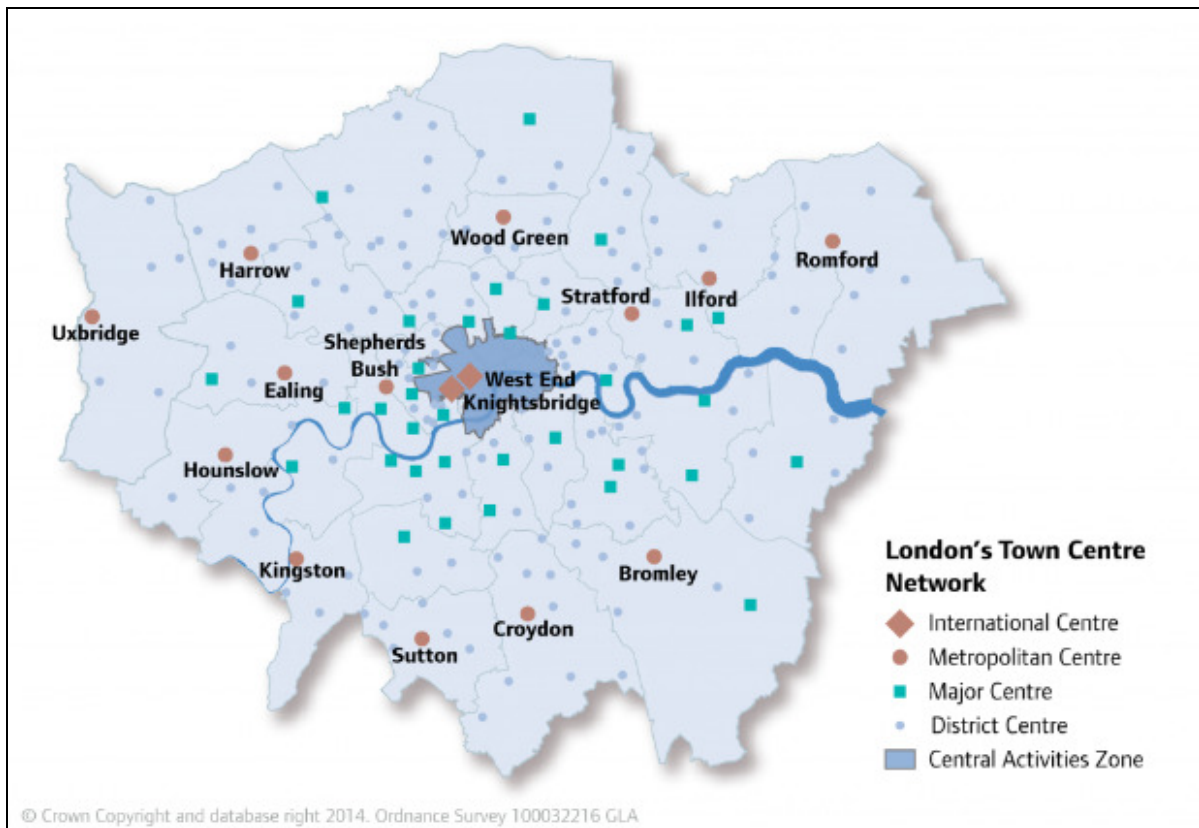 Wood Green
Harrow
Romford
Stratford
Ilford
Uxbridge
Shepherds
Bush
Ealing
West End
Knightsbridge
Hounslow
Kingston
Bromley
Croydon
Sutton
London's Town Centre
Network
International Centre
Metropolitan Centre
Major Centre
District Centre
Central Activities Zone
© Crown Copyright and database right 2014. Ordnance Survey 100032216 GLA